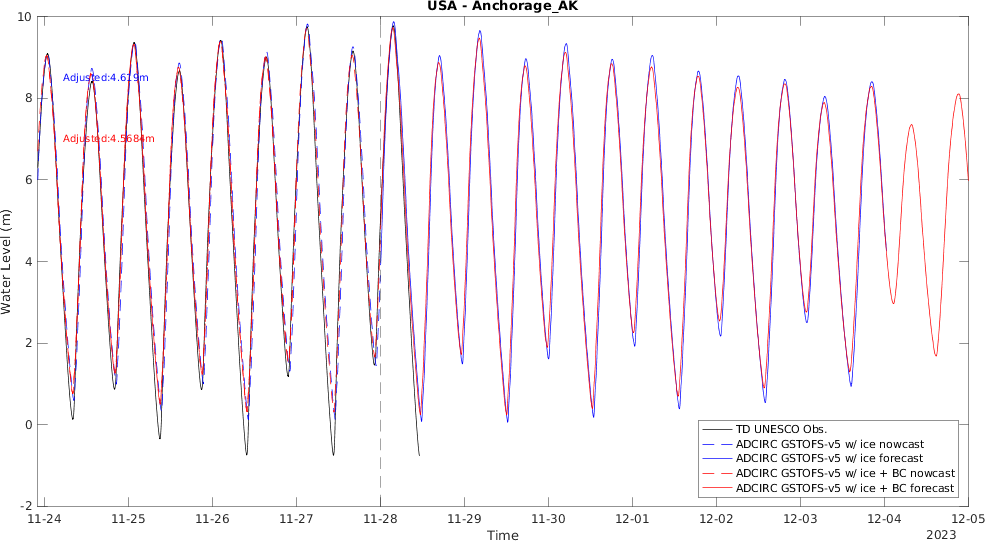 USA - Anchorage_AK
10
8
6
4
2
0
-2
Water Level (m)
Adjusted:4.619m
Adjusted:4.5684m
TD UNESCO Obs.
ADCIRC GSTOFS-v5 w/ ice nowcast
ADCIRC GSTOFS-v5 w/ ice forecast
ADCIRC GSTOFS-v5 w/ ice + BC nowcast
ADCIRC GSTOFS-v5 w/ ice + BC forecast
11-24 11-25 11-26 11-27 11-28 11-29 11-30 12-01 12-02 12-03 12-04 12-05
Time
2023